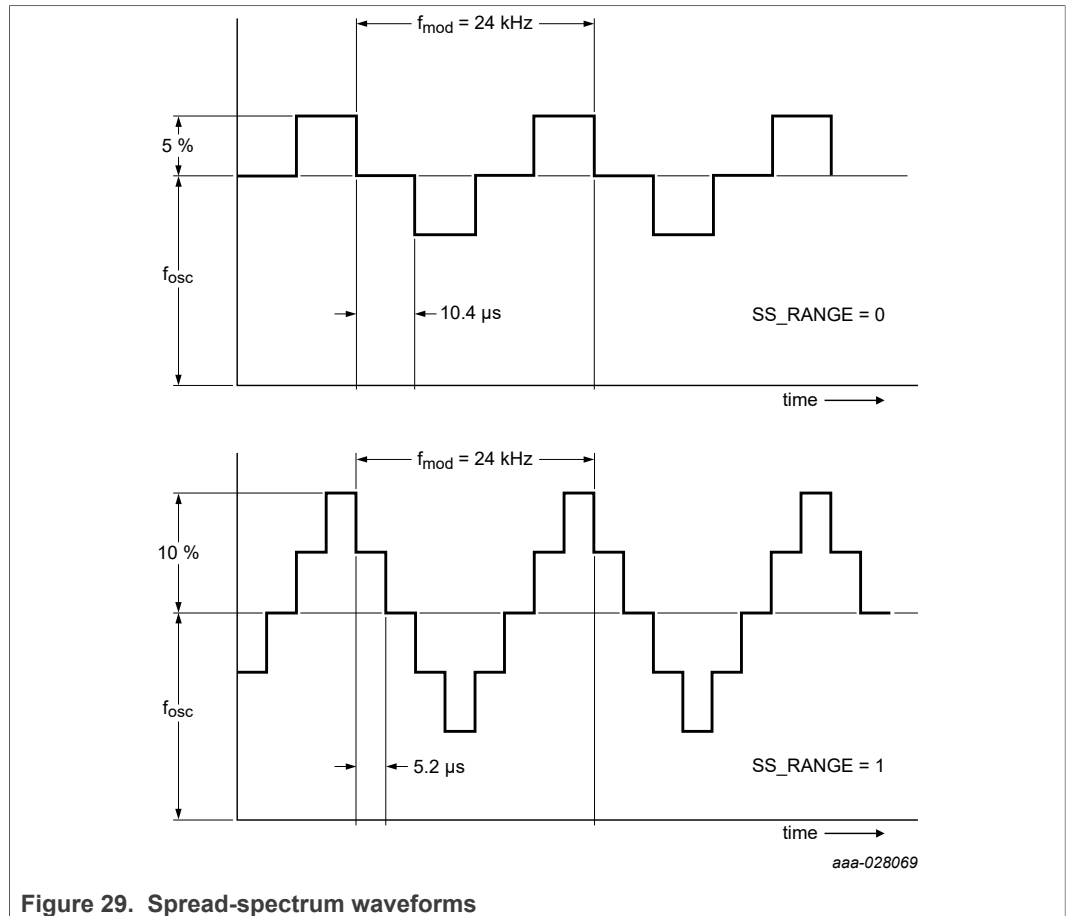 f_mod = 24 kHz
5 %
f_osc
10.4 µs
SS_RANGE = 0
time
f_mod = 24 kHz
10 %
f_osc
5.2 µs
SS_RANGE = 1
time
aaa-028069
Figure 29. Spread-spectrum waveforms